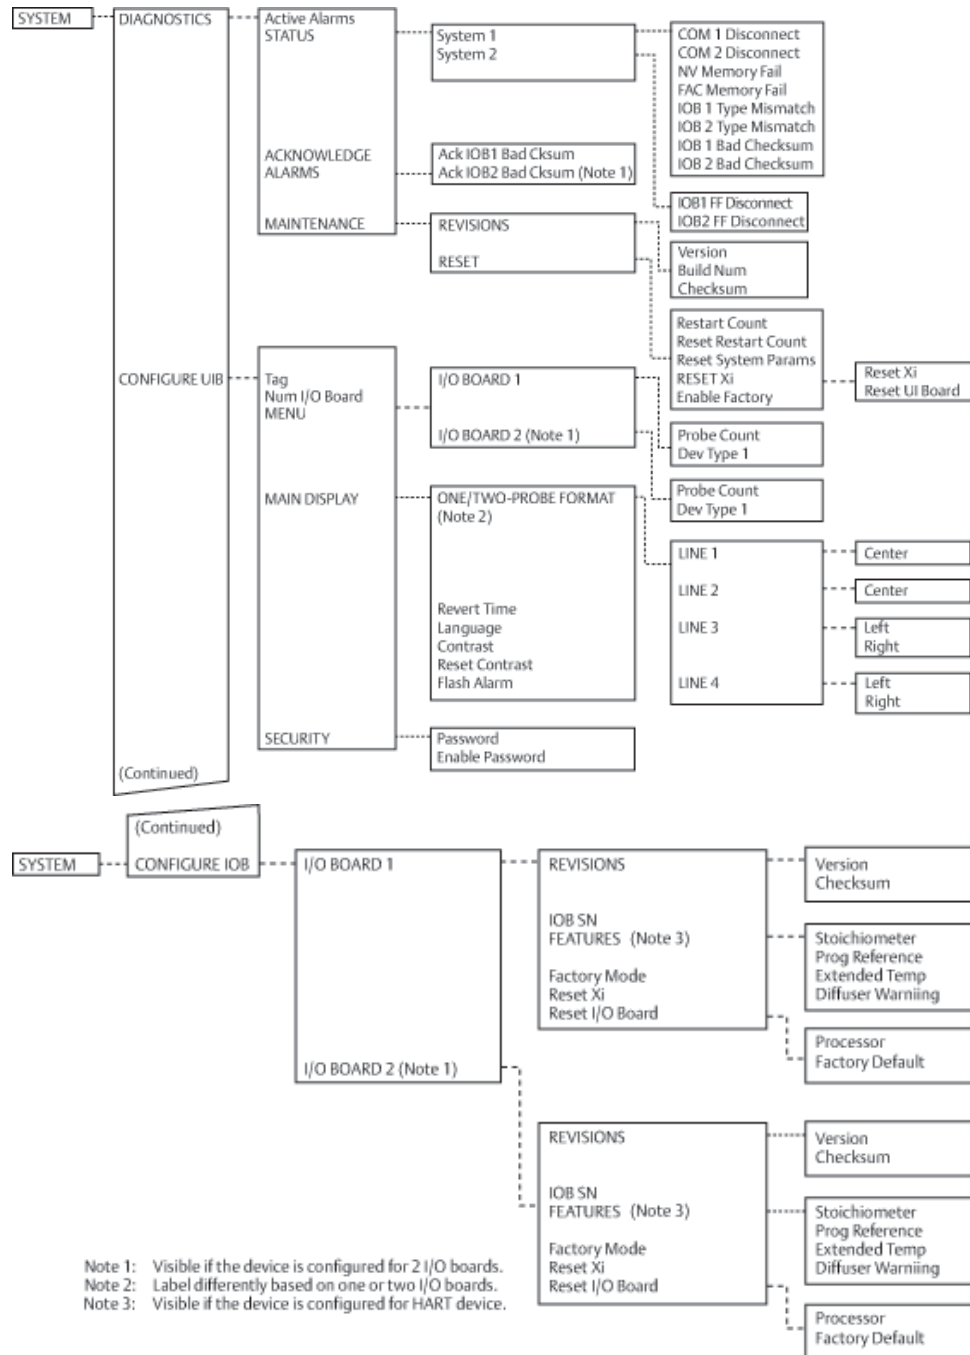 SYSTEM
DIAGNOSTICS
Active Alarms
STATUS
System 1
System 2
COM 1 Disconnect
COM 2 Disconnect
NV Memory Fail
FAC Memory Fail
IOB 1 Type Mismatch
IOB 2 Type Mismatch
IOB 1 Bad Checksum
IOB 2 Bad Checksum
ACKNOWLEDGE
ALARMS
Ack IOB1 Bad Cksum
Ack IOB2 Bad Cksum (Note 1)
IOB1 FF Disconnect
IOB2 FF Disconnect
MAINTENANCE
REVISIONS
RESET
Version
Build Num
Checksum
Restart Count
Reset Restart Count
Reset System Params
RESET Xi
Enable Factory
Reset Xi
Reset UI Board
CONFIGURE UIB
Tag
Num I/O Board
MENU
I/O BOARD 1
I/O BOARD 2 (Note 1)
Probe Count
Dev Type 1
Probe Count
Dev Type 1
MAIN DISPLAY
ONE/TWO-PROBE FORMAT
(Note 2)
Revert Time
Language
Contrast
Reset Contrast
Flash Alarm
LINE 1
Center
LINE 2
Center
LINE 3
Left
Right
LINE 4
Left
Right
SECURITY
Password
Enable Password
(Continued)
(Continued)
SYSTEM
CONFIGURE IOB
I/O BOARD 1
I/O BOARD 2 (Note 1)
REVISIONS
IOB SN
FEATURES (Note 3)
Factory Mode
Reset Xi
Reset I/O Board
Version
Checksum
Stoichiometer
Prog Reference
Extended Temp
Diffuser Warniing
Processor
Factory Default
REVISIONS
IOB SN
FEATURES (Note 3)
Factory Mode
Reset Xi
Reset I/O Board
Version
Checksum
Stoichiometer
Prog Reference
Extended Temp
Diffuser Warniing
Processor
Factory Default
Note 1: Visible if the device is configured for 2 I/O boards.
Note 2: Label differently based on one or two I/O boards.
Note 3: Visible if the device is configured for HART device.